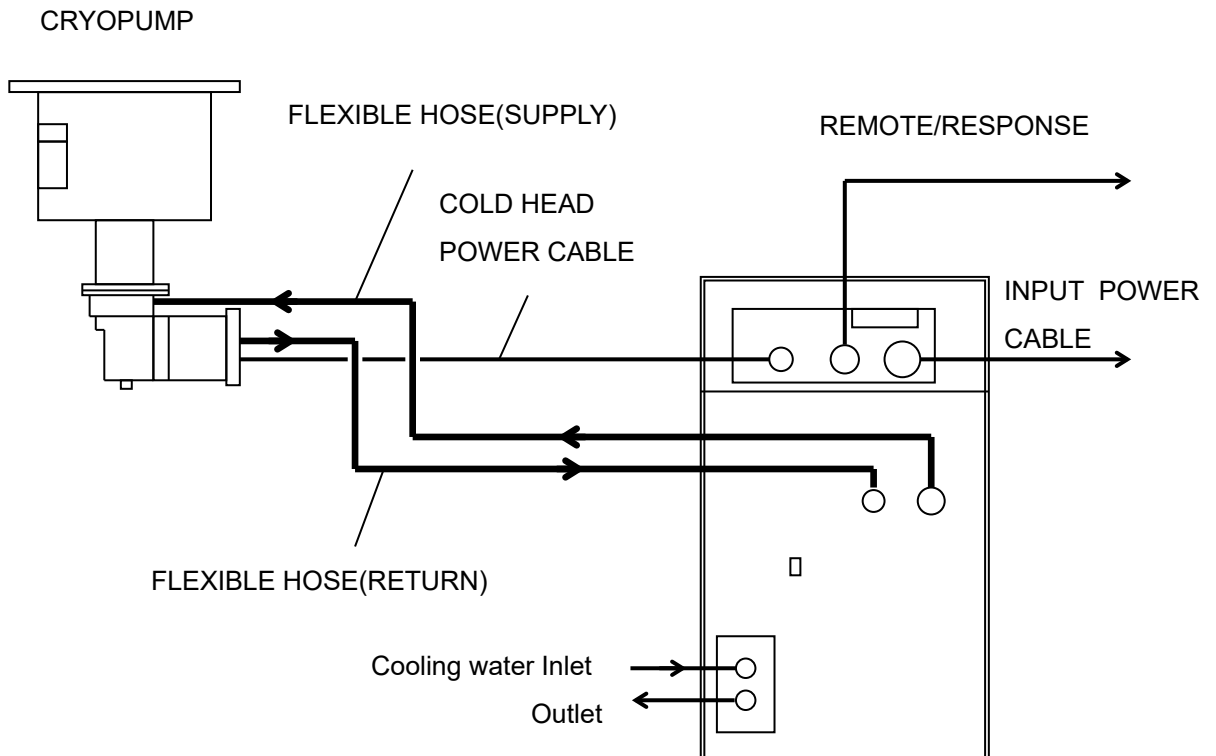 CRYOPUMP
FLEXIBLE HOSE(SUPPLY)
REMOTE/RESPONSE
COLD HEAD
POWER CABLE
INPUT POWER
CABLE
FLEXIBLE HOSE(RETURN)
Cooling water Inlet
Outlet